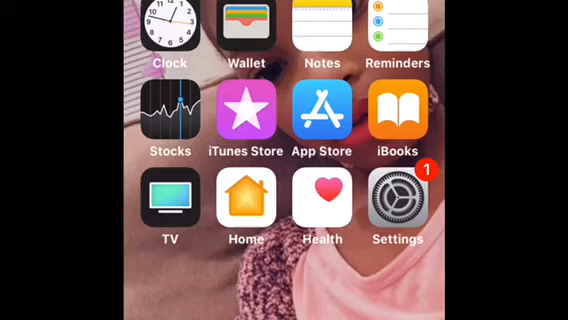 Clock Wallet Notes Reminders
Stocks iTunes Store App Store iBooks
1
TV Home Health Settings